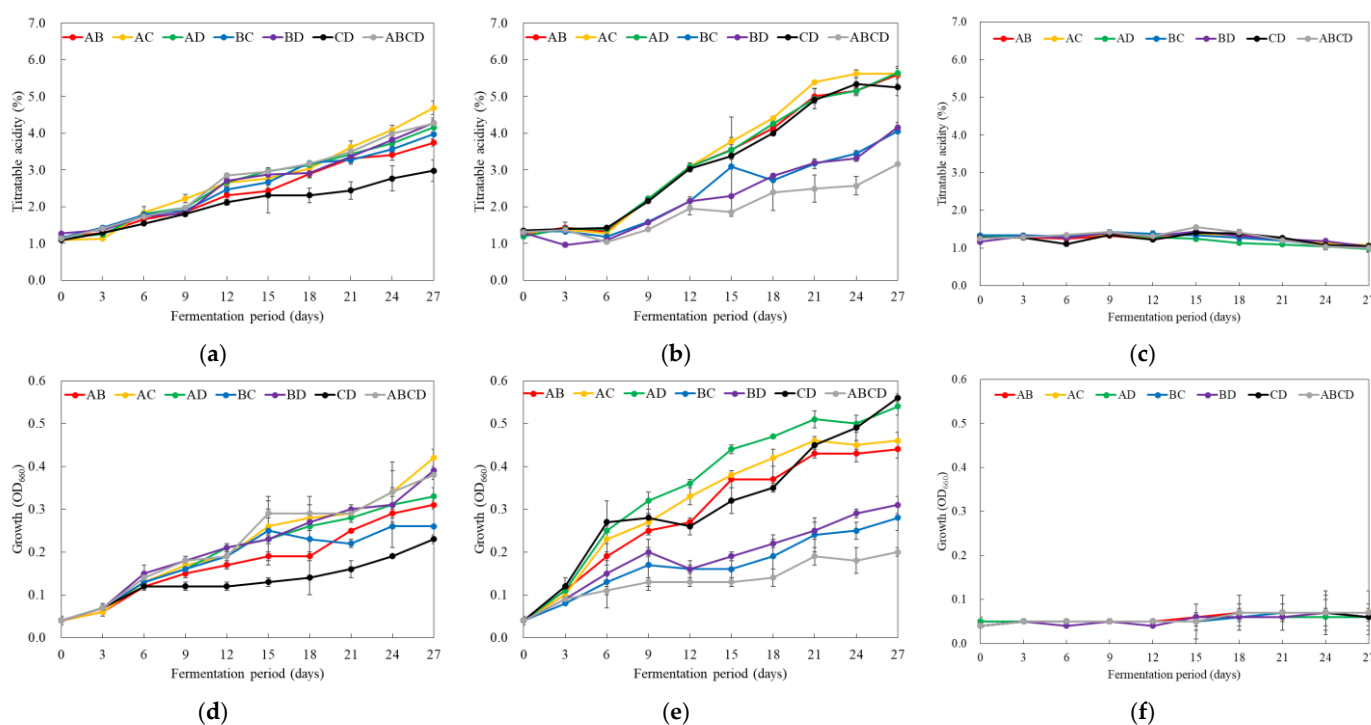 7.0
AB AC AD BC BD CD ABCD
6.0
5.0
4.0
3.0
2.0
1.0
0.0
Titratable acidity (%)
0 3 6 9 12 15 18 21 24 27
Fermentation period (days)
(a)
7.0
AB AC AD BC BD CD ABCD
6.0
5.0
4.0
3.0
2.0
1.0
0.0
Titratable acidity (%)
0 3 6 9 12 15 18 21 24 27
Fermentation period (days)
(b)
7.0
AB AC AD BC BD CD ABCD
6.0
5.0
4.0
3.0
2.0
1.0
0.0
Titratable acidity (%)
0 3 6 9 12 15 18 21 24 27
Fermentation period (days)
(c)
0.6
AB AC AD BC BD CD ABCD
0.5
0.4
0.3
0.2
0.1
0.0
Growth (OD660)
0 3 6 9 12 15 18 21 24 27
Fermentation period (days)
(d)
0.6
AB AC AD BC BD CD ABCD
0.5
0.4
0.3
0.2
0.1
0.0
Growth (OD660)
0 3 6 9 12 15 18 21 24 27
Fermentation period (days)
(e)
0.6
AB AC AD BC BD CD ABCD
0.5
0.4
0.3
0.2
0.1
0.0
Growth (OD660)
0 3 6 9 12 15 18 21 24 27
Fermentation period (days)
(f)